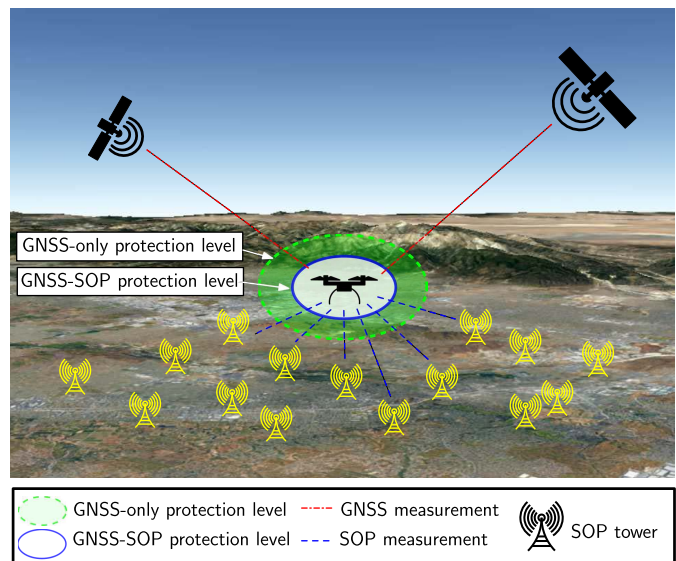 GNSS-only protection level
GNSS-SOP protection level
GNSS-only protection level
GNSS measurement
SOP tower
GNSS-SOP protection level
SOP measurement